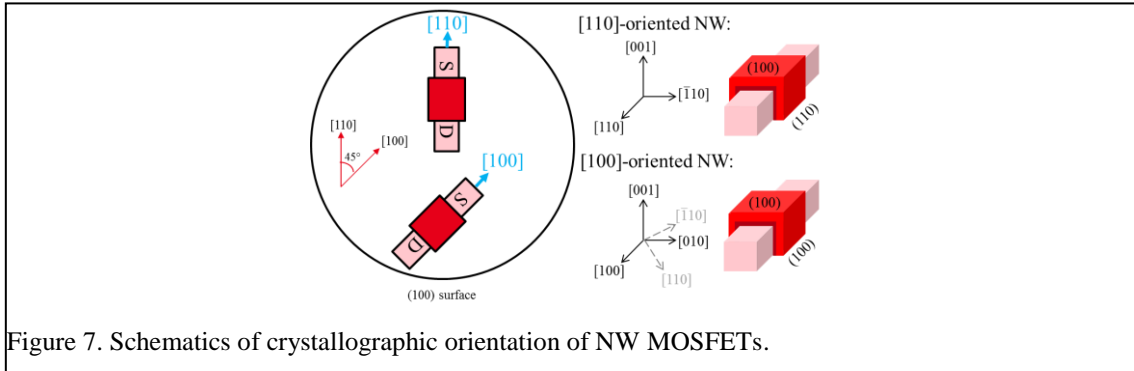 [110]
S
D
[110]
[100]
45°
[100]
S
D
(100) surface
[110]-oriented NW:
[001]
[1̄10]
[110]
(100)
(110)
[100]-oriented NW:
[001]
[1̄10]
[010]
[100]
[110]
(100)
(100)
Figure 7. Schematics of crystallographic orientation of NW MOSFETs.